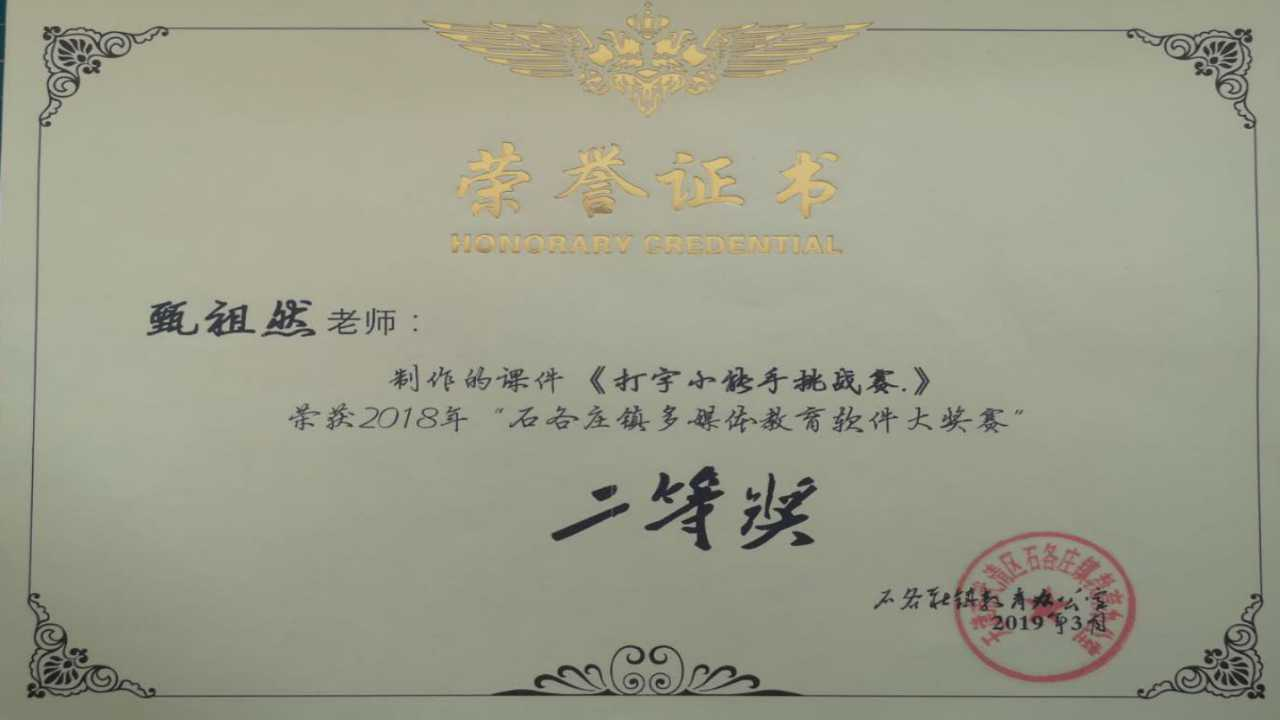 荣誉证书
HONORARY CREDENTIAL
甄祖然老师：
制作的课件《打字小能手挑战赛.》
荣获2018年“石各庄镇多媒体教育软件大奖赛”
二等奖
石各庄镇教育办公室
2019年3月